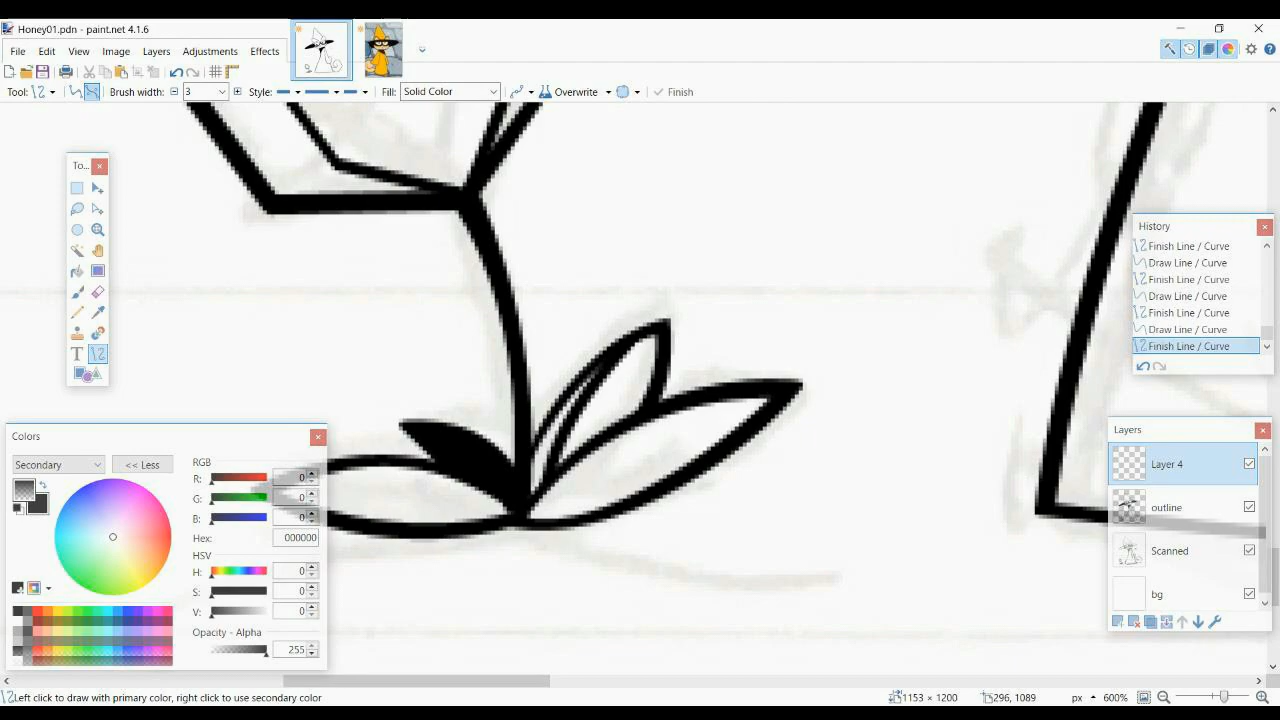 Honey01.pdn - paint.net 4.1.6
File Edit View Image Layers Adjustments Effects
Tool: Brush width: 3 Style: Fill: Solid Color Overwrite Finish
To...
History
Finish Line / Curve
Draw Line / Curve
Finish Line / Curve
Draw Line / Curve
Finish Line / Curve
Draw Line / Curve
Finish Line / Curve
Colors
Secondary << Less
RGB
R: 0
G: 0
B: 0
Hex: 000000
HSV
H: 0
S: 0
V: 0
Opacity - Alpha
255
Layers
Layer 4
outline
Scanned
bg
Left click to draw with primary color, right click to use secondary color 1153 × 1200 296, 1089 px 600%